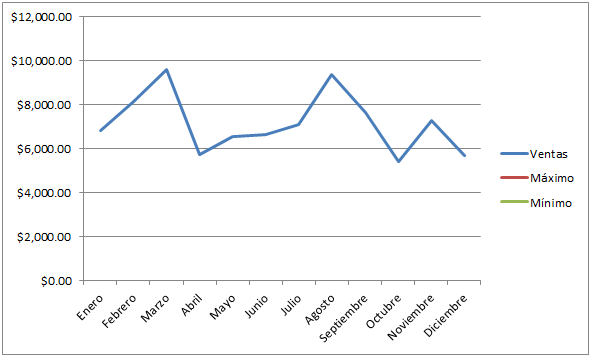 $12,000.00
$10,000.00
$8,000.00
$6,000.00
$4,000.00
$2,000.00
$0.00
Enero
Febrero
Marzo
Abril
Mayo
Junio
Julio
Agosto
Septiembre
Octubre
Noviembre
Diciembre
Ventas
Máximo
Mínimo